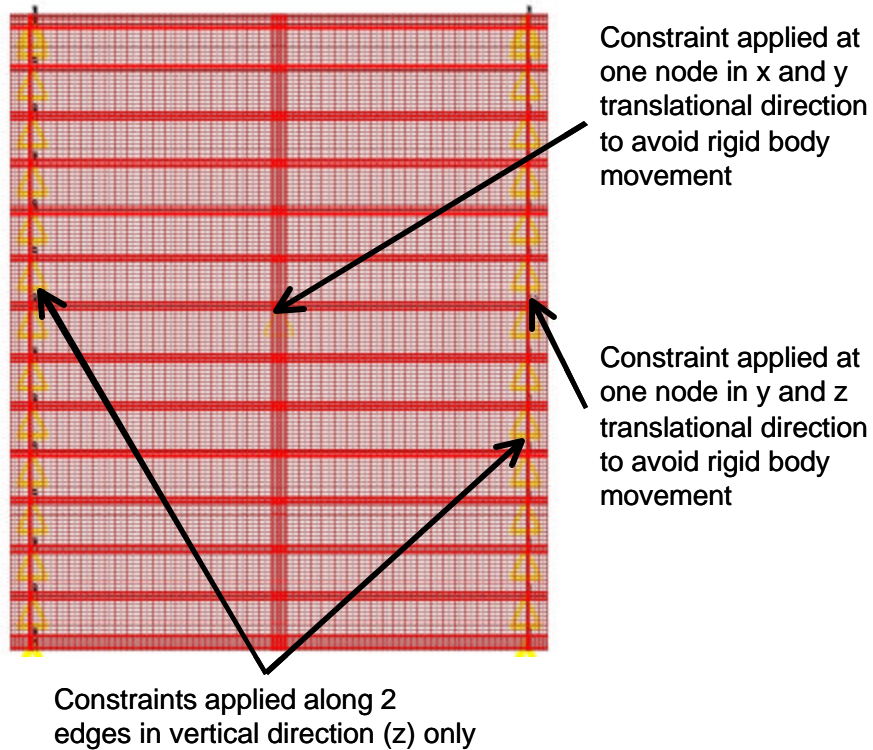 Constraint applied at
one node in x and y
translational direction
to avoid rigid body
movement
Constraint applied at
one node in y and z
translational direction
to avoid rigid body
movement
Constraints applied along 2
edges in vertical direction (z) only